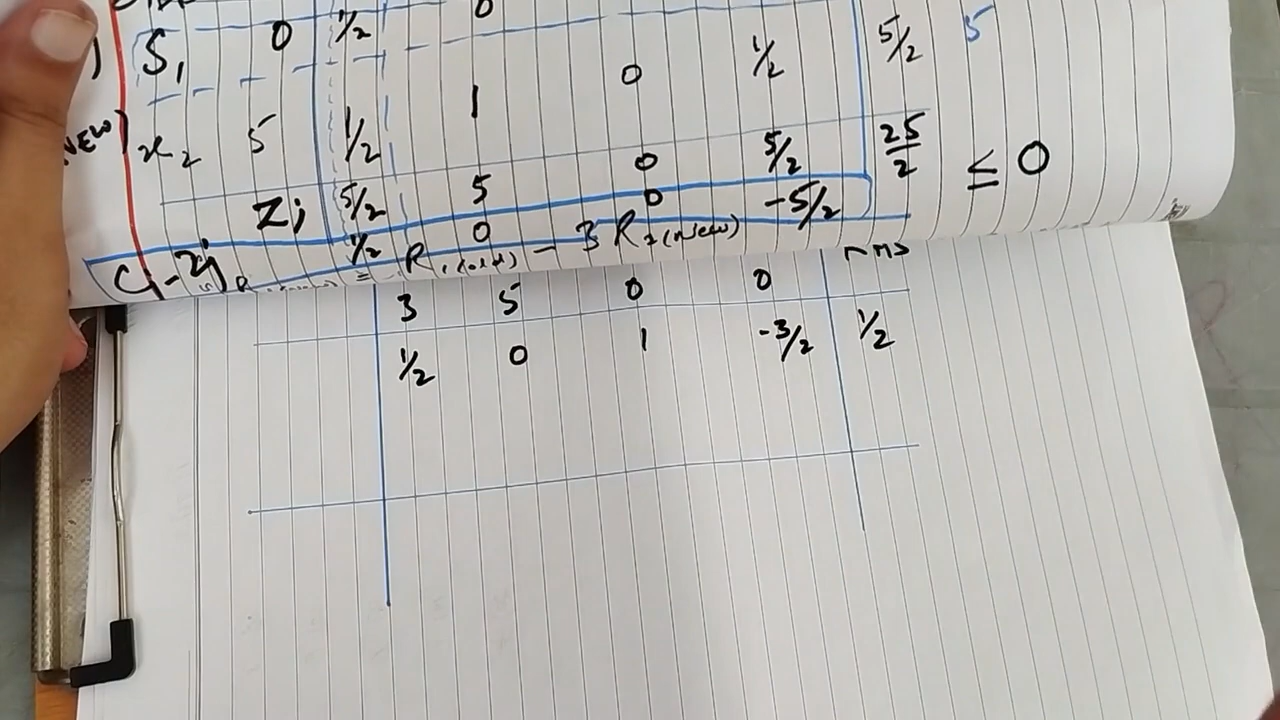 S₁ 0 1/2 0 0 1/2 5/2 5
(NEW) x₂ 5 1/2 1 0 5/2 25/2 ≤ 0
Zj 5/2 5 0 -5/2
Cj-Zj 1/2 0
= R₁(old) - 3 R₂(New)
3 5 0 0 RHS
1/2 0 1 -3/2 1/2